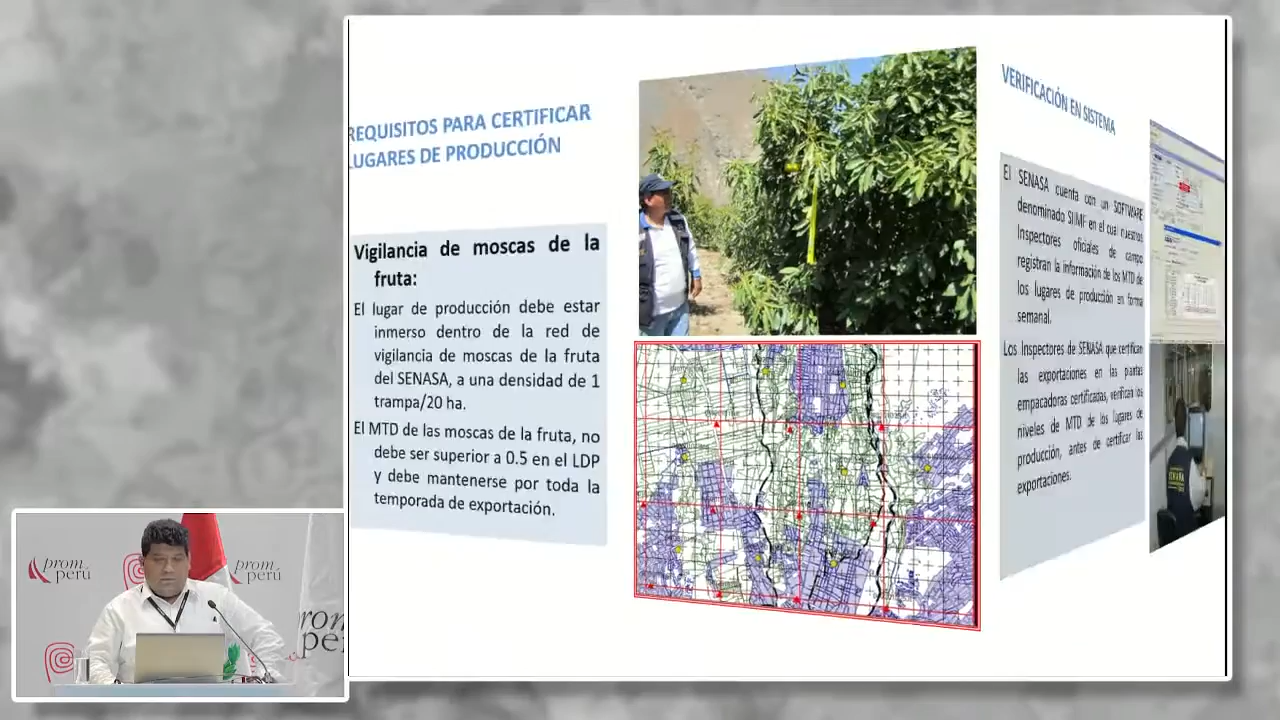 REQUISITOS PARA CERTIFICAR
LUGARES DE PRODUCCIÓN
Vigilancia de moscas de la
fruta:
El lugar de producción debe estar
inmerso dentro de la red de
vigilancia de moscas de la fruta
del SENASA, a una densidad de 1
trampa/20 ha.
El MTD de las moscas de la fruta, no
debe ser superior a 0.5 en el LDP
y debe mantenerse por toda la
temporada de exportación.
VERIFICACIÓN EN SISTEMA
El SENASA cuenta con un SOFTWARE
denominado SIIMF en el cual nuestros
Inspectores oficiales de campo
registran la información de los MTD de
los lugares de producción en forma
semanal.
Los Inspectores de SENASA que certifican
las exportaciones en las plantas
empacadoras certificadas, verifican los
niveles de MTD de los lugares de
producción, antes de certificar las
exportaciones.
SENASA
prom
perú
prom
perú
prom
pe